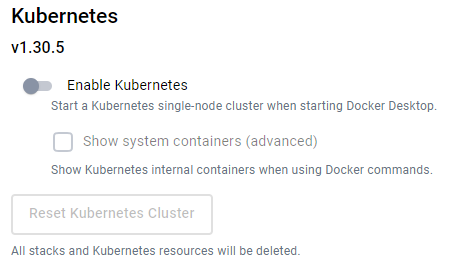 Kubernetes
v1.30.5
Enable Kubernetes
Start a Kubernetes single-node cluster when starting Docker Desktop.
Show system containers (advanced)
Show Kubernetes internal containers when using Docker commands.
Reset Kubernetes Cluster
All stacks and Kubernetes resources will be deleted.